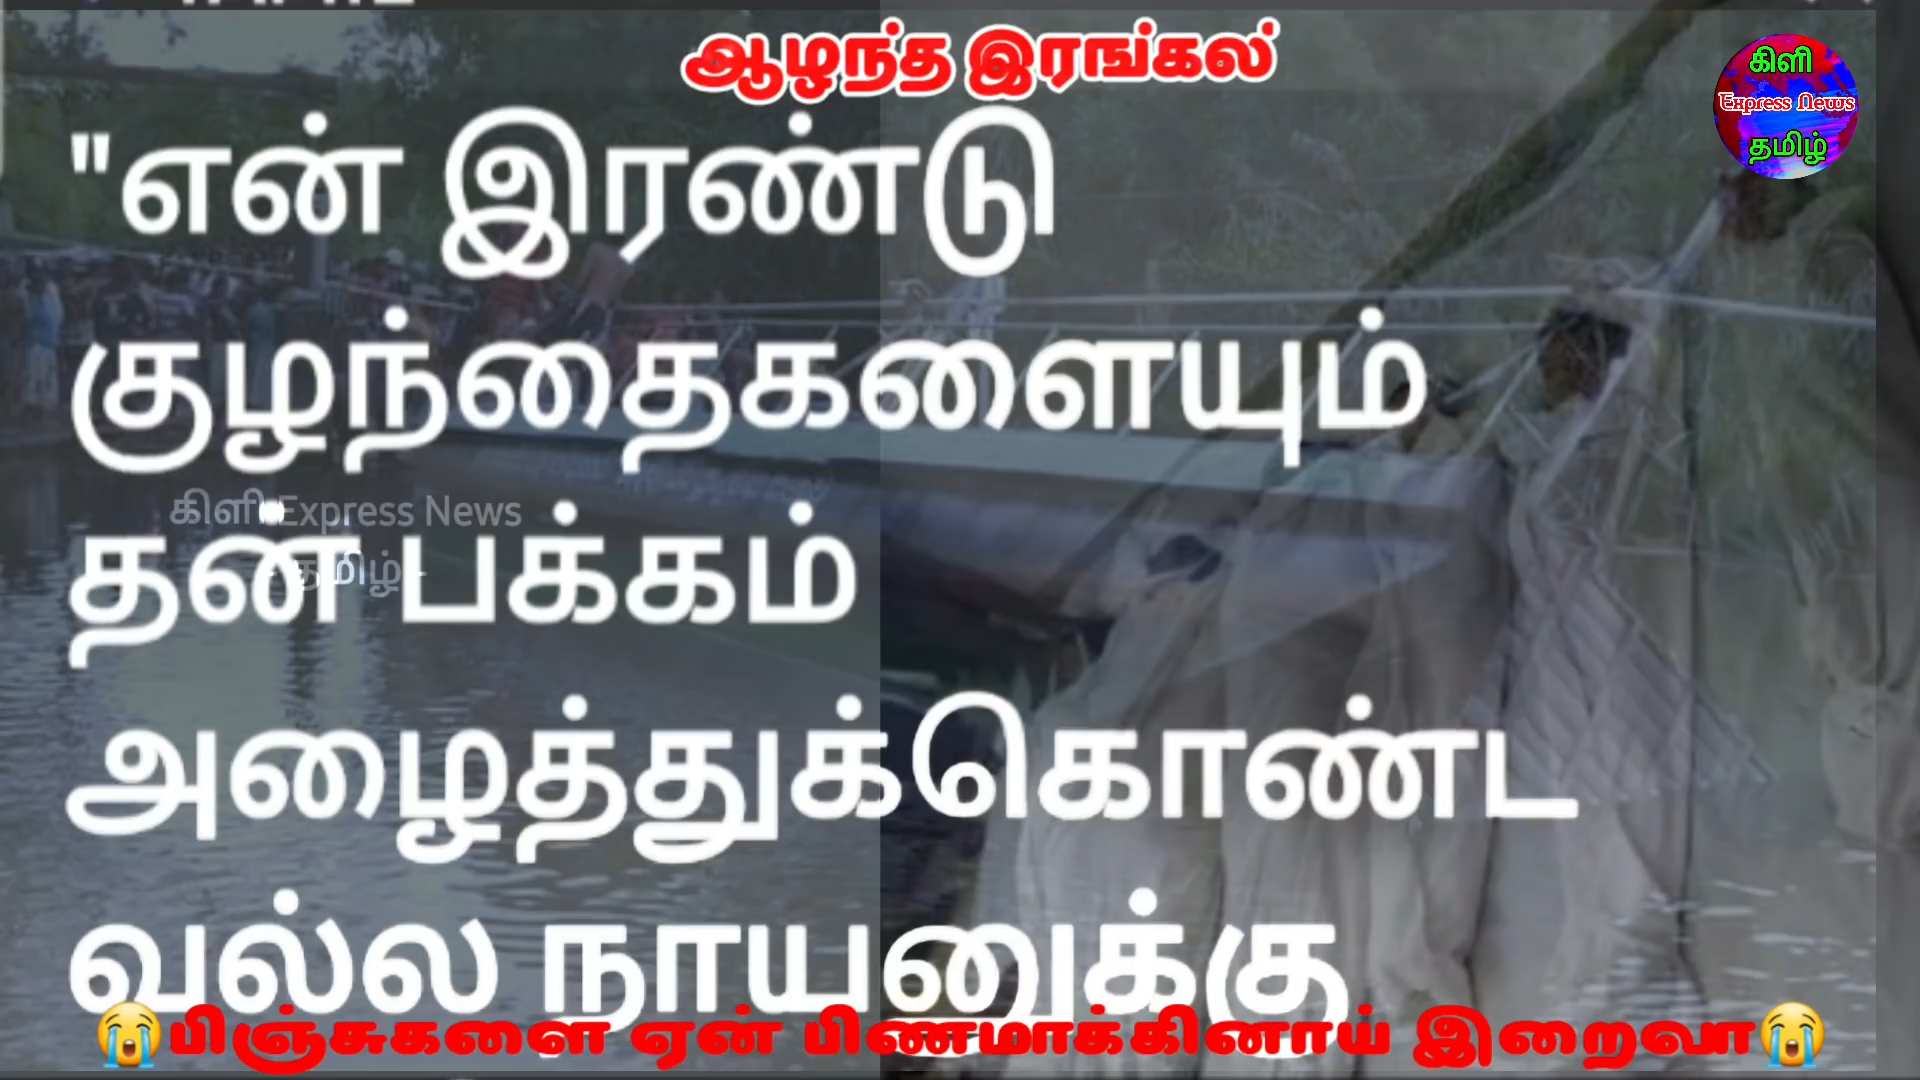 ஆழந்த இரங்கல்
கிளி
Express News
தமிழ்
"என் இரண்டு
குழந்தைகளையும்
கிளி Express News
தன் பக்கம்
- தமிழ் -
அழைத்துக்கொண்ட
வல்ல நாயனுக்கு
😭பிஞ்சுகளை ஏன் பிணமாக்கினாய் இறைவா😭